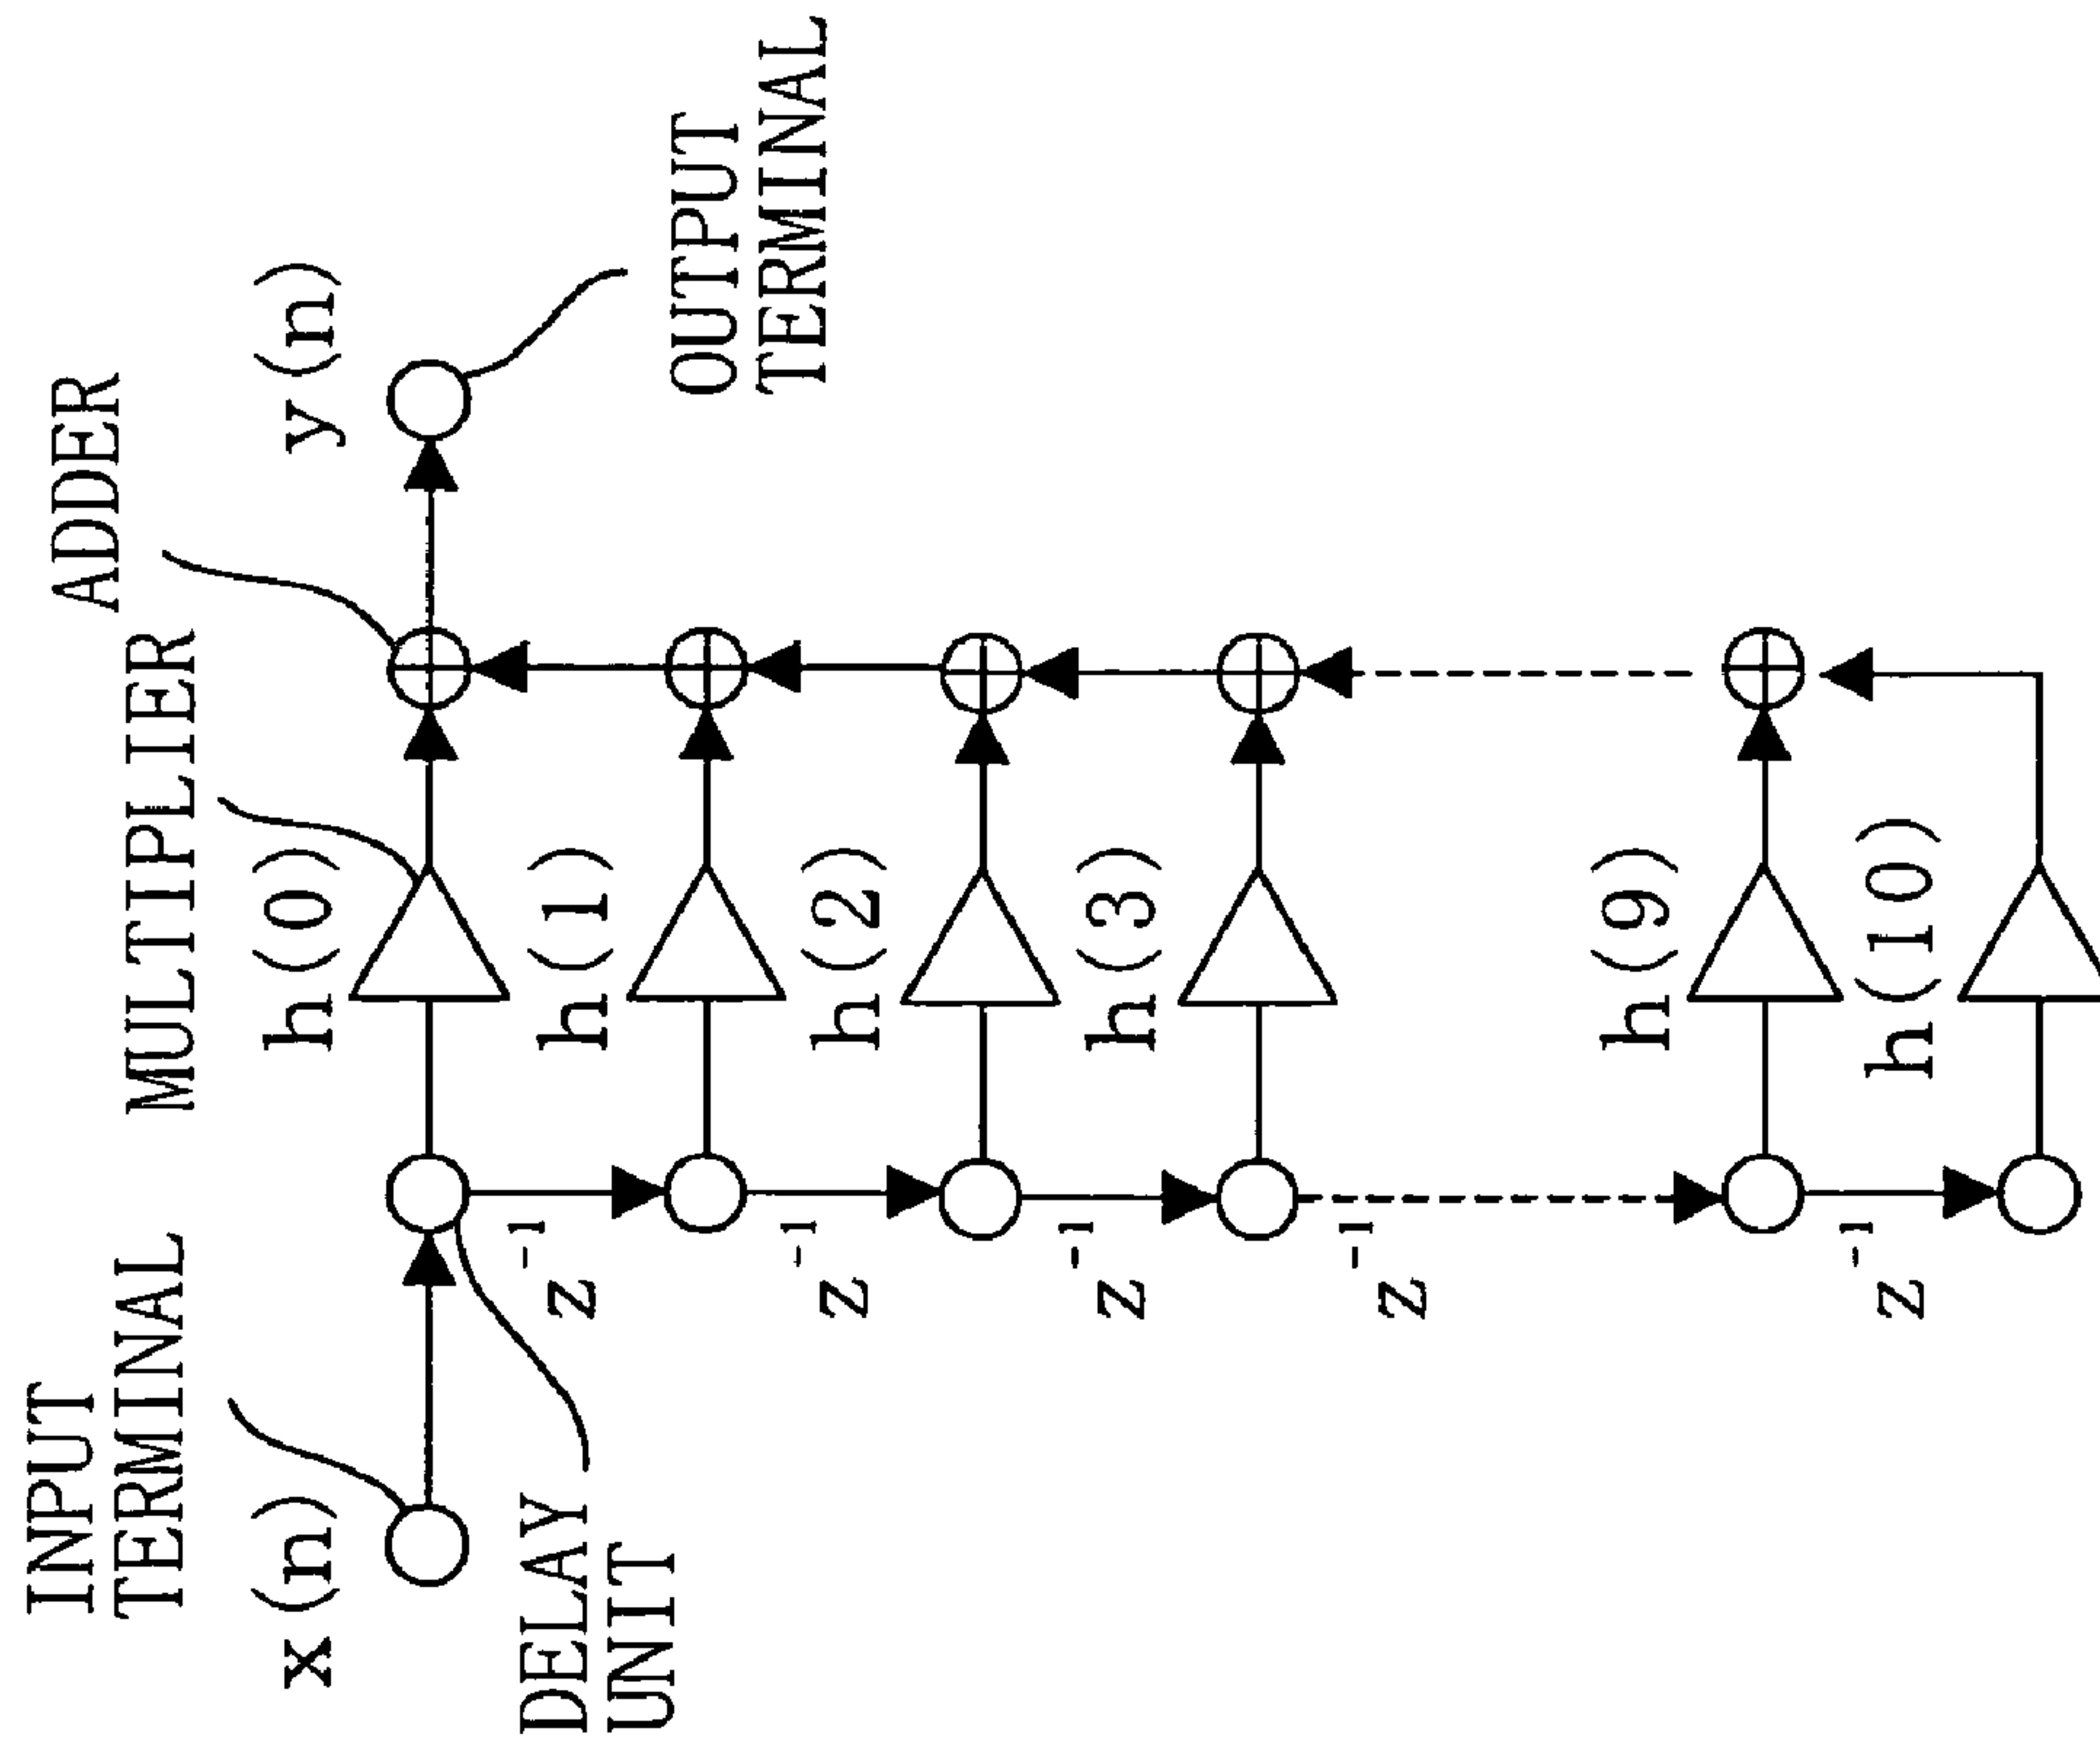 INPUT
TERMINAL
x(n)
DELAY
UNIT
MULTIPLIER
ADDER
y(n)
OUTPUT
TERMINAL
h(0)
z⁻¹
h(1)
z⁻¹
h(2)
z⁻¹
h(3)
z⁻¹
h(9)
z⁻¹
h(10)